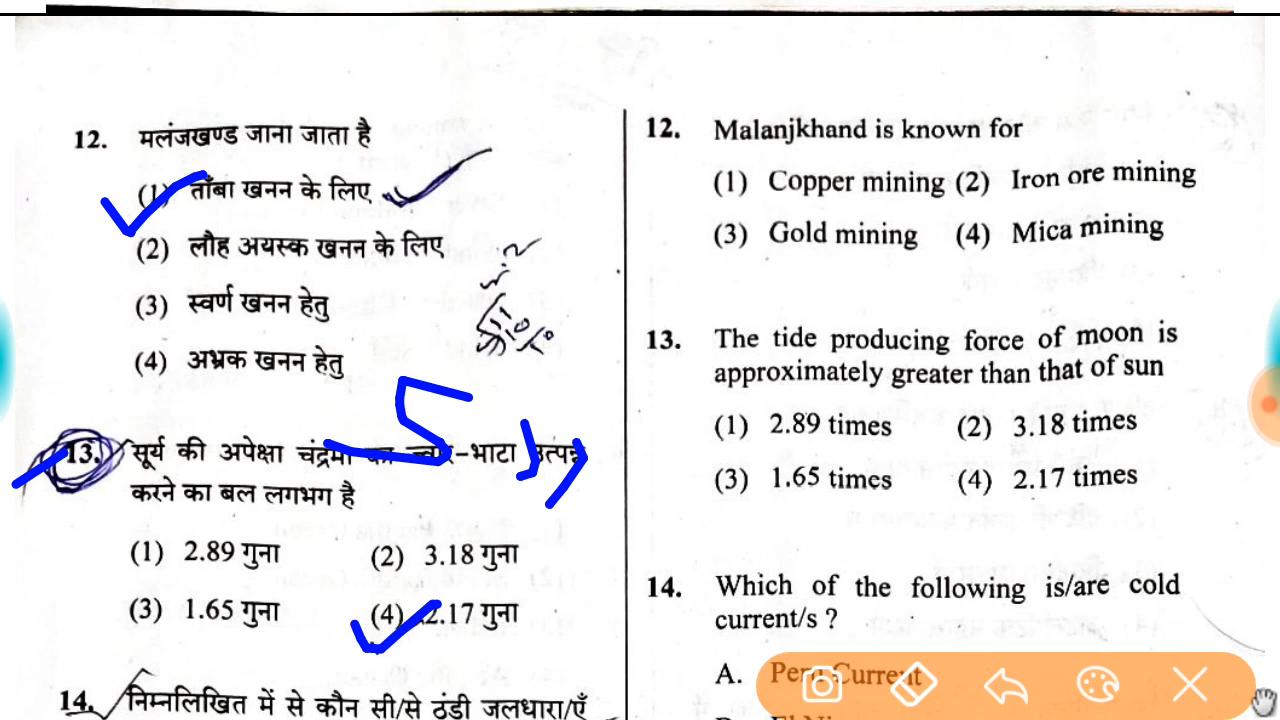 12. मलंजखण्ड जाना जाता है
(1) ताँबा खनन के लिए
(2) लौह अयस्क खनन के लिए
(3) स्वर्ण खनन हेतु
(4) अभ्रक खनन हेतु
13. सूर्य की अपेक्षा चंद्रमा का ज्वार-भाटा उत्पन्न
करने का बल लगभग है
(1) 2.89 गुना (2) 3.18 गुना
(3) 1.65 गुना (4) 2.17 गुना
14. निम्नलिखित में से कौन सी/से ठंडी जलधारा/एँ
12. Malanjkhand is known for
(1) Copper mining (2) Iron ore mining
(3) Gold mining (4) Mica mining
13. The tide producing force of moon is
approximately greater than that of sun
(1) 2.89 times (2) 3.18 times
(3) 1.65 times (4) 2.17 times
14. Which of the following is/are cold
current/s ?
A. Peru Current